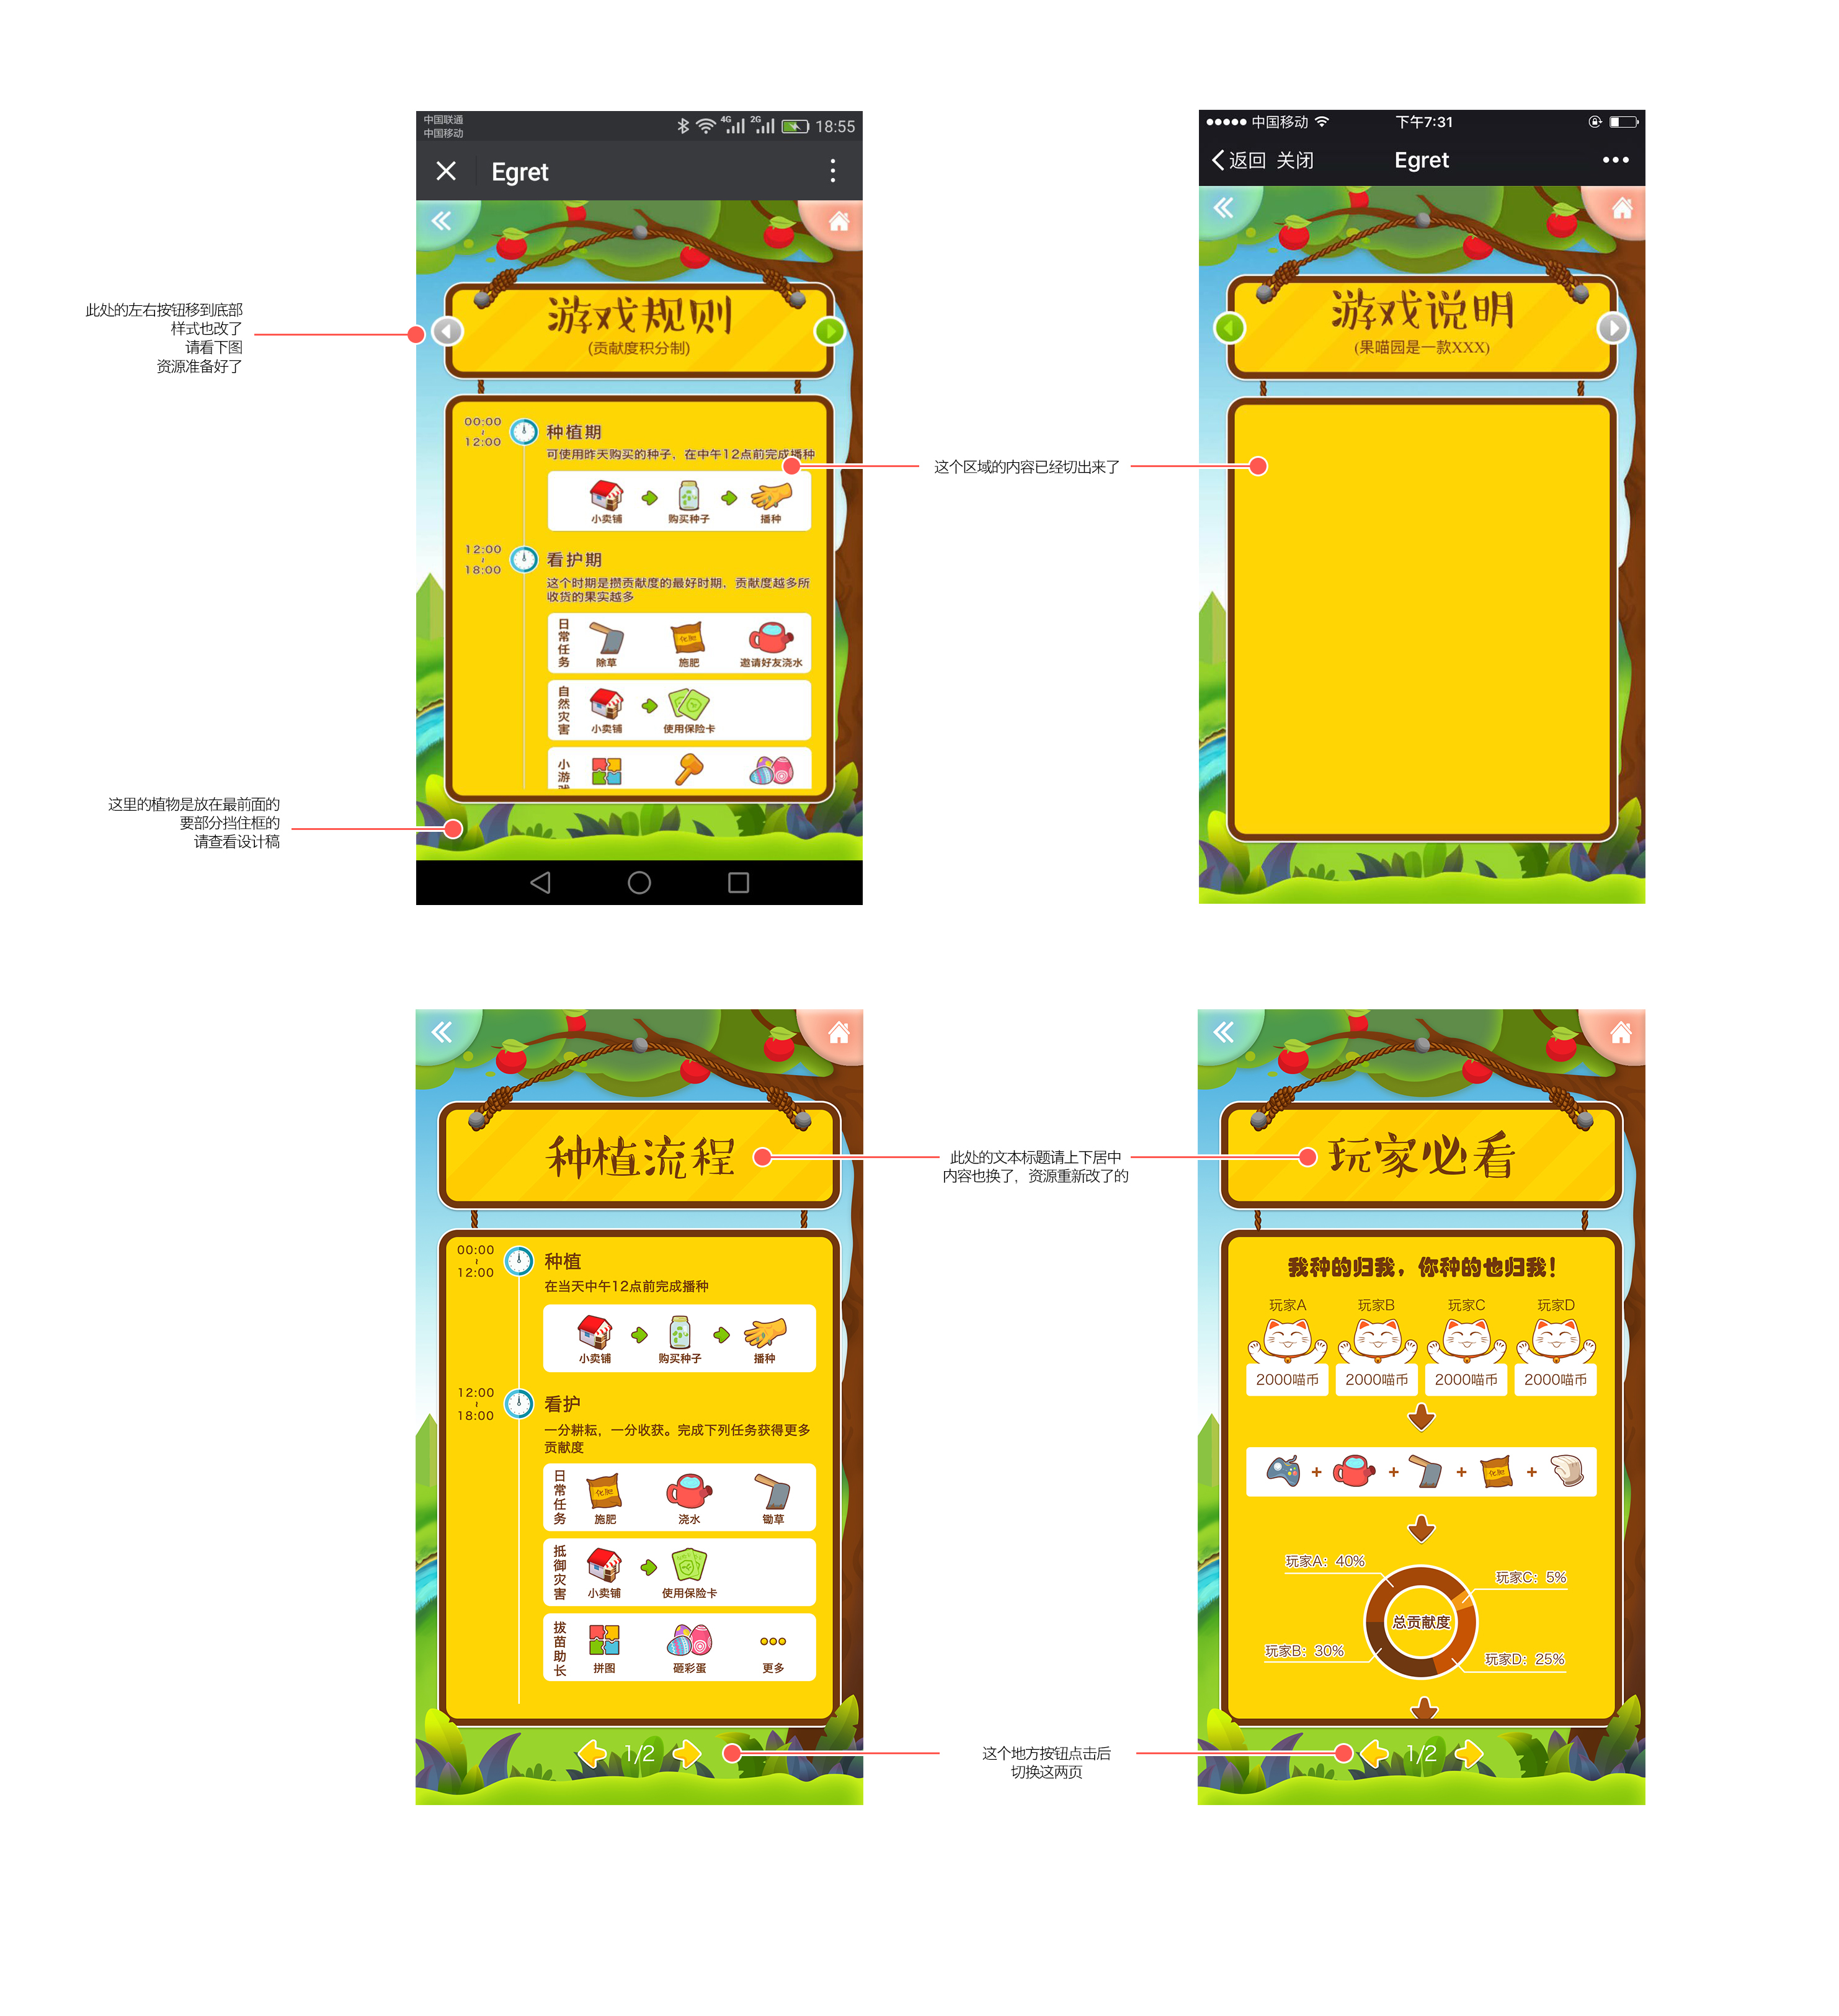 中国联通
中国移动
4G
2G
18:55
Egret
游戏规则
(贡献度积分制)
00:00
~
12:00
种植期
可使用昨天购买的种子，在中午12点前完成播种
小卖铺
购买种子
播种
12:00
~
18:00
看护期
这个时期是攒贡献度的最好时期，贡献度越多所
收货的果实越多
日常任务
除草
化肥
施肥
邀请好友浇水
自然灾害
小卖铺
使用保险卡
小游戏
此处的左右按钮移到底部
样式也改了
请看下图
资源准备好了
这里的植物是放在最前面的
要部分挡住框的
请查看设计稿
这个区域的内容已经切出来了
中国移动
下午7:31
返回 关闭
Egret
游戏说明
(果喵园是一款XXX)
种植流程
00:00
~
12:00
种植
在当天中午12点前完成播种
小卖铺
购买种子
播种
12:00
~
18:00
看护
一分耕耘，一分收获。完成下列任务获得更多
贡献度
日常任务
化肥
施肥
浇水
锄草
抵御灾害
小卖铺
使用保险卡
拔苗助长
拼图
砸彩蛋
更多
1/2
此处的文本标题请上下居中
内容也换了，资源重新改了的
这个地方按钮点击后
切换这两页
玩家必看
我种的归我，你种的也归我！
玩家A
玩家B
玩家C
玩家D
2000喵币
2000喵币
2000喵币
2000喵币
+
+
+
化肥
+
玩家A：40%
玩家C：5%
总贡献度
玩家B：30%
玩家D：25%
1/2